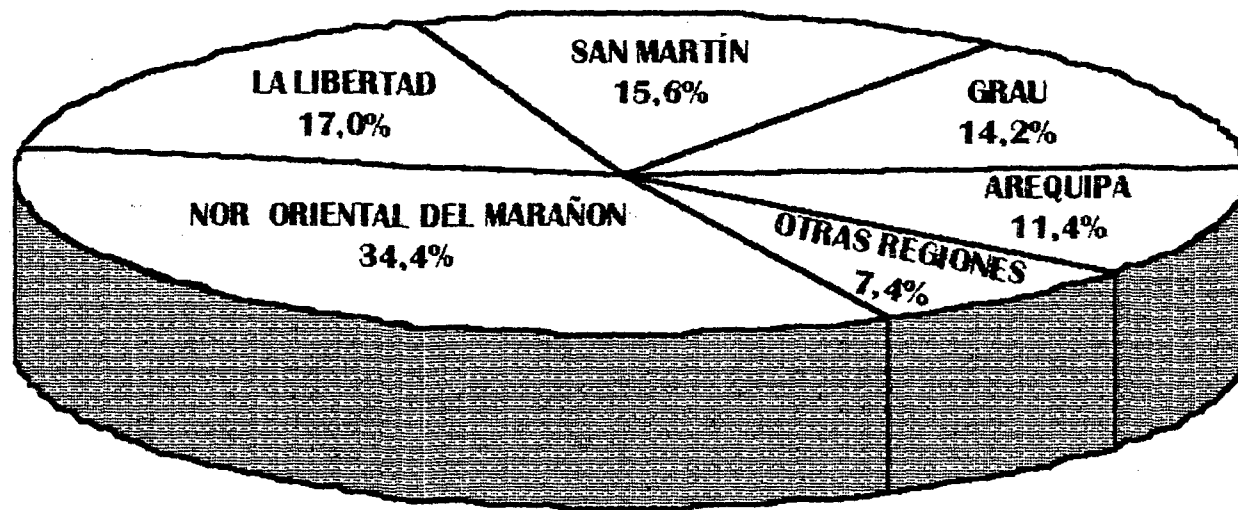 SAN MARTÍN
15,6%
LA LIBERTAD
17,0%
GRAU
14,2%
AREQUIPA
11,4%
NOR ORIENTAL DEL MARAÑON
34,4%
OTRAS REGIONES
7,4%